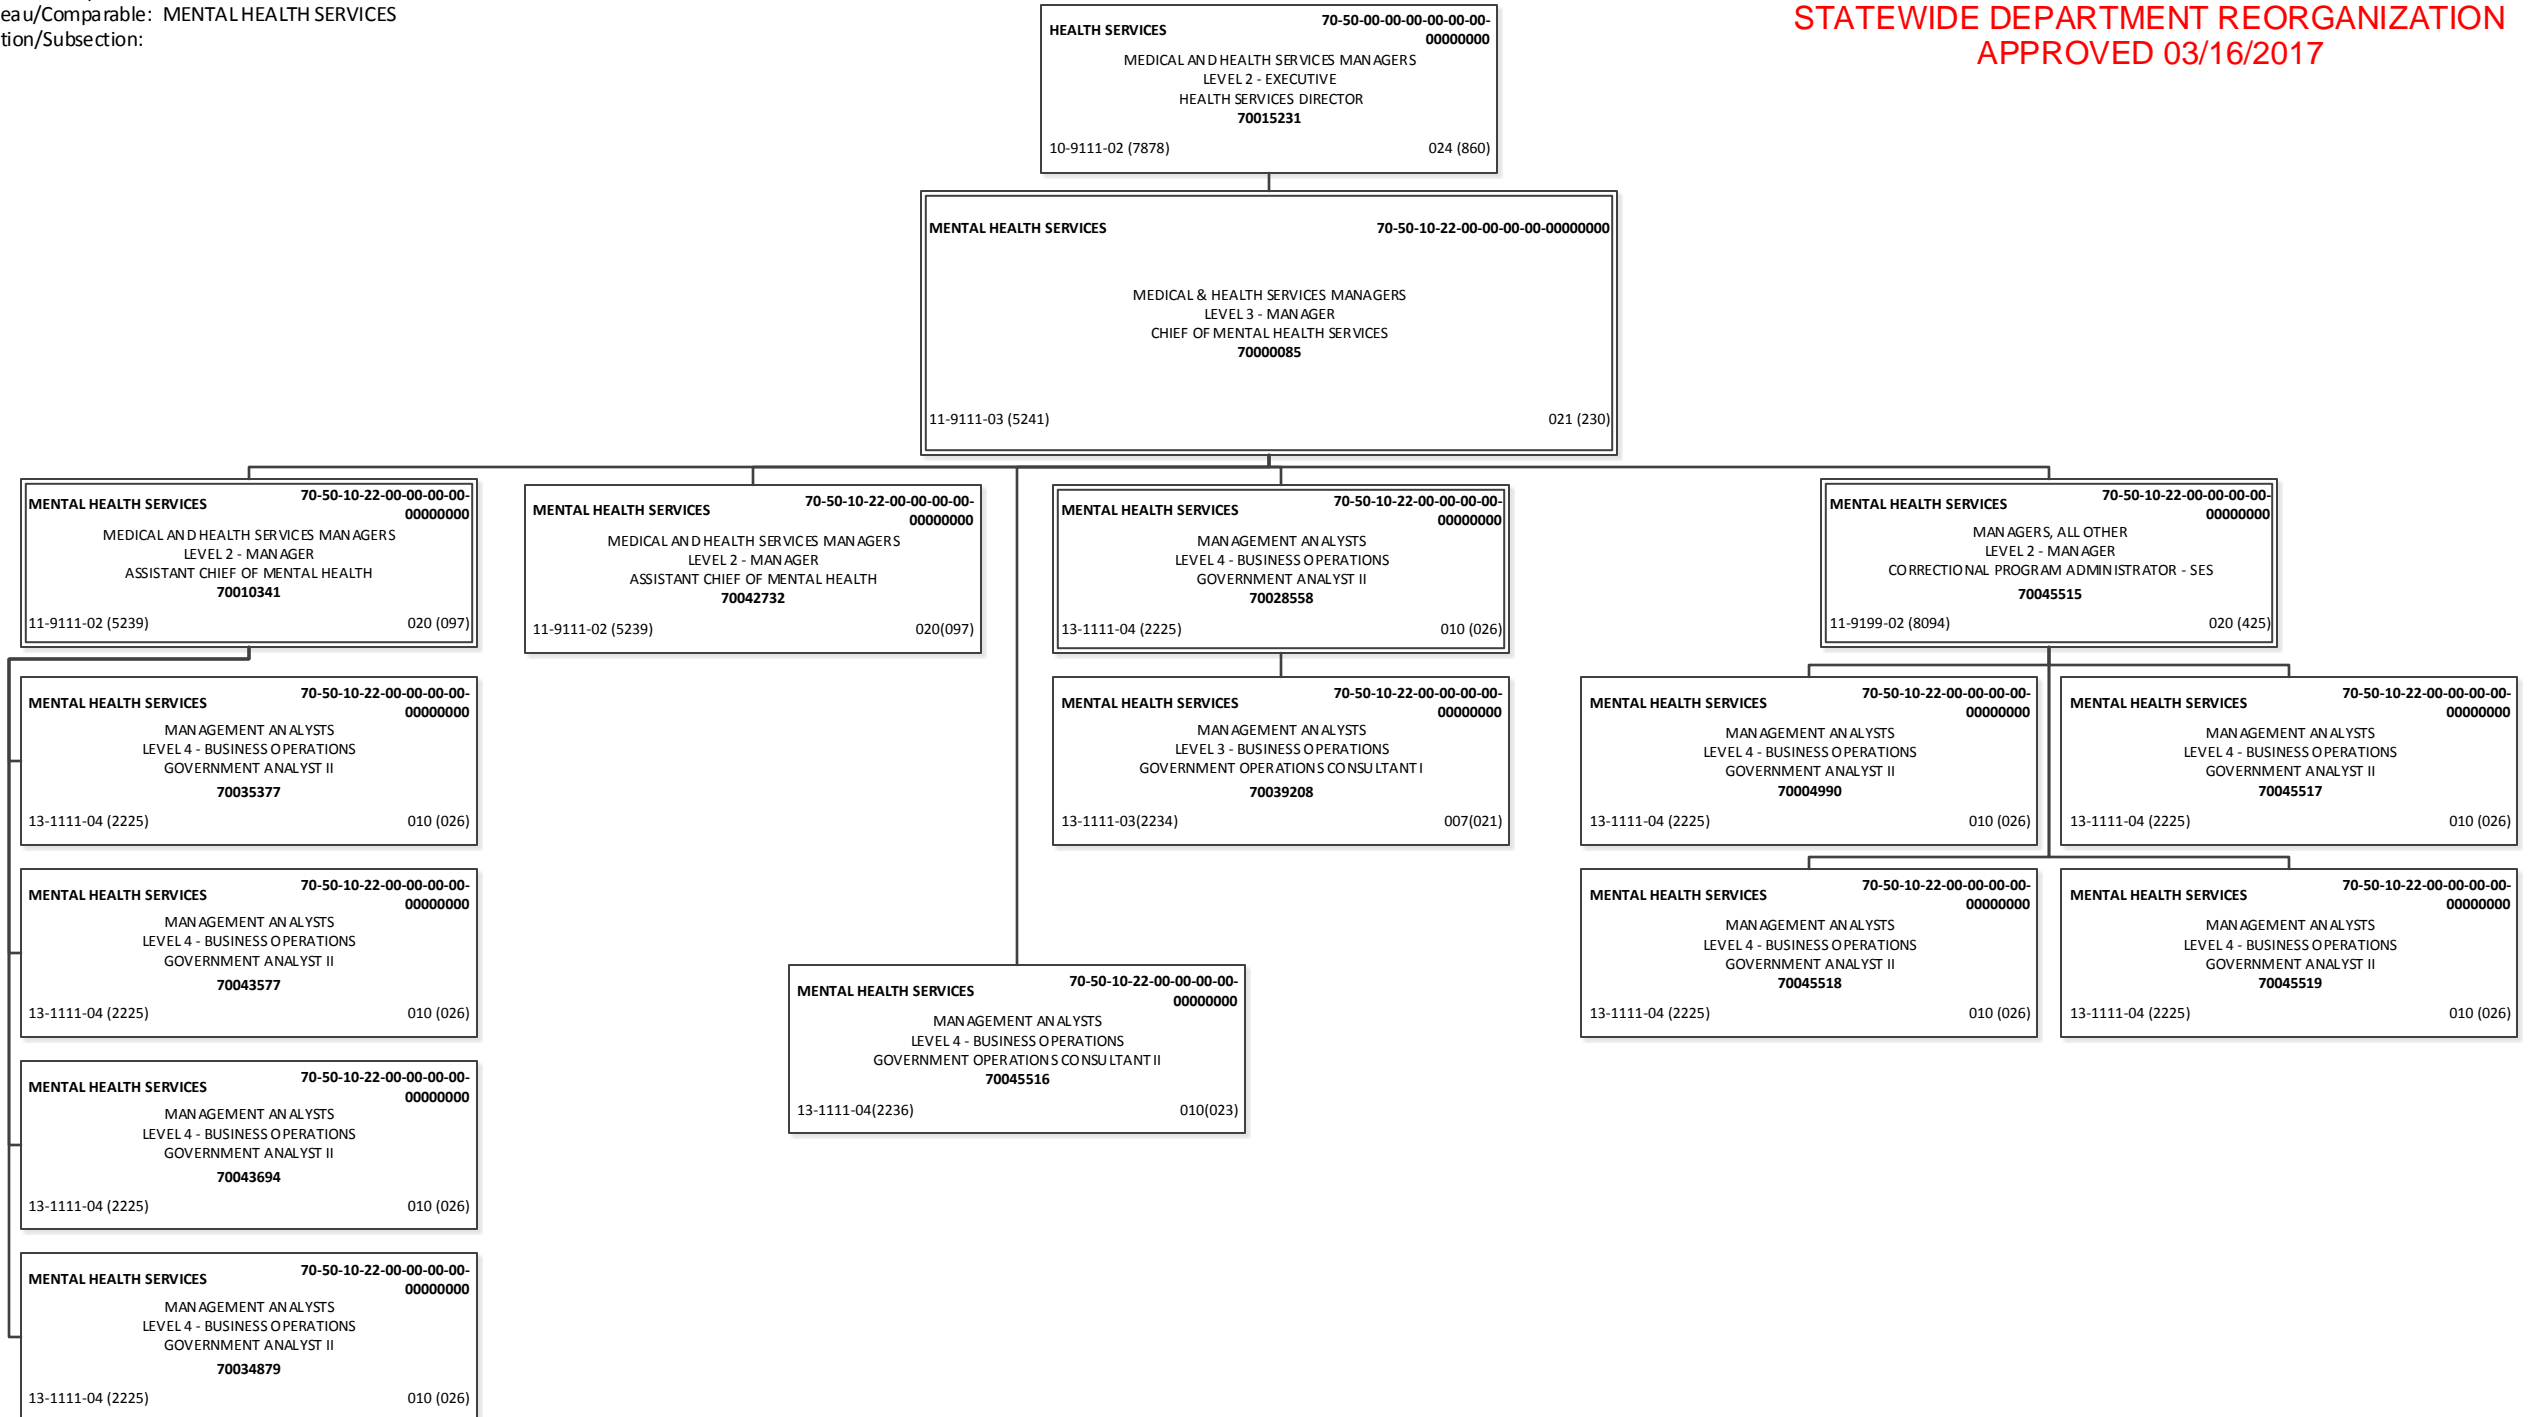 eau/Comparable: MENTAL HEALTH SERVICES
tion/Subsection:
STATEWIDE DEPARTMENT REORGANIZATION
APPROVED 03/16/2017
HEALTH SERVICES
70-50-00-00-00-00-00-00-
00000000
MEDICAL AND HEALTH SERVICES MANAGERS
LEVEL 2 - EXECUTIVE
HEALTH SERVICES DIRECTOR
70015231
10-9111-02 (7878)
024 (860)
MENTAL HEALTH SERVICES
70-50-10-22-00-00-00-00-00000000
MEDICAL & HEALTH SERVICES MANAGERS
LEVEL 3 - MANAGER
CHIEF OF MENTAL HEALTH SERVICES
70000085
11-9111-03 (5241)
021 (230)
MENTAL HEALTH SERVICES
70-50-10-22-00-00-00-00-
00000000
MEDICAL AND HEALTH SERVICES MANAGERS
LEVEL 2 - MANAGER
ASSISTANT CHIEF OF MENTAL HEALTH
70010341
11-9111-02 (5239)
020 (097)
MENTAL HEALTH SERVICES
70-50-10-22-00-00-00-00-
00000000
MEDICAL AND HEALTH SERVICES MANAGERS
LEVEL 2 - MANAGER
ASSISTANT CHIEF OF MENTAL HEALTH
70042732
11-9111-02 (5239)
020(097)
MENTAL HEALTH SERVICES
70-50-10-22-00-00-00-00-
00000000
MANAGEMENT ANALYSTS
LEVEL 4 - BUSINESS OPERATIONS
GOVERNMENT ANALYST II
70028558
13-1111-04 (2225)
010 (026)
MENTAL HEALTH SERVICES
70-50-10-22-00-00-00-00-
00000000
MANAGERS, ALL OTHER
LEVEL 2 - MANAGER
CORRECTIONAL PROGRAM ADMINISTRATOR - SES
70045515
11-9199-02 (8094)
020 (425)
MENTAL HEALTH SERVICES
70-50-10-22-00-00-00-00-
00000000
MANAGEMENT ANALYSTS
LEVEL 4 - BUSINESS OPERATIONS
GOVERNMENT ANALYST II
70035377
13-1111-04 (2225)
010 (026)
MENTAL HEALTH SERVICES
70-50-10-22-00-00-00-00-
00000000
MANAGEMENT ANALYSTS
LEVEL 3 - BUSINESS OPERATIONS
GOVERNMENT OPERATIONS CONSULTANT I
70039208
13-1111-03(2234)
007(021)
MENTAL HEALTH SERVICES
70-50-10-22-00-00-00-00-
00000000
MANAGEMENT ANALYSTS
LEVEL 4 - BUSINESS OPERATIONS
GOVERNMENT ANALYST II
70004990
13-1111-04 (2225)
010 (026)
MENTAL HEALTH SERVICES
70-50-10-22-00-00-00-00-
00000000
MANAGEMENT ANALYSTS
LEVEL 4 - BUSINESS OPERATIONS
GOVERNMENT ANALYST II
70045517
13-1111-04 (2225)
010 (026)
MENTAL HEALTH SERVICES
70-50-10-22-00-00-00-00-
00000000
MANAGEMENT ANALYSTS
LEVEL 4 - BUSINESS OPERATIONS
GOVERNMENT ANALYST II
70043577
13-1111-04 (2225)
010 (026)
MENTAL HEALTH SERVICES
70-50-10-22-00-00-00-00-
00000000
MANAGEMENT ANALYSTS
LEVEL 4 - BUSINESS OPERATIONS
GOVERNMENT ANALYST II
70045518
13-1111-04 (2225)
010 (026)
MENTAL HEALTH SERVICES
70-50-10-22-00-00-00-00-
00000000
MANAGEMENT ANALYSTS
LEVEL 4 - BUSINESS OPERATIONS
GOVERNMENT ANALYST II
70045519
13-1111-04 (2225)
010 (026)
MENTAL HEALTH SERVICES
70-50-10-22-00-00-00-00-
00000000
MANAGEMENT ANALYSTS
LEVEL 4 - BUSINESS OPERATIONS
GOVERNMENT OPERATIONS CONSULTANT II
70045516
13-1111-04(2236)
010(023)
MENTAL HEALTH SERVICES
70-50-10-22-00-00-00-00-
00000000
MANAGEMENT ANALYSTS
LEVEL 4 - BUSINESS OPERATIONS
GOVERNMENT ANALYST II
70043694
13-1111-04 (2225)
010 (026)
MENTAL HEALTH SERVICES
70-50-10-22-00-00-00-00-
00000000
MANAGEMENT ANALYSTS
LEVEL 4 - BUSINESS OPERATIONS
GOVERNMENT ANALYST II
70034879
13-1111-04 (2225)
010 (026)